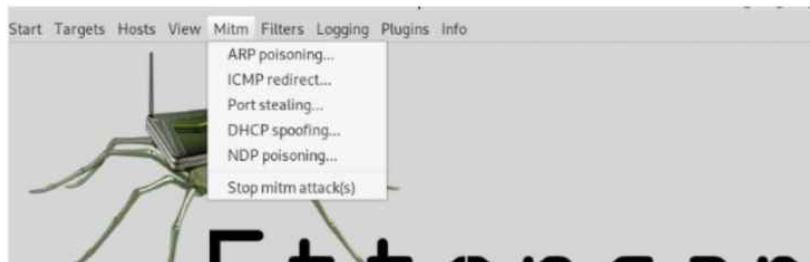 Start Targets Hosts View Mitm Filters Logging Plugins Info
ARP poisoning...
ICMP redirect...
Port stealing...
DHCP spoofing...
NDP poisoning...
Stop mitm attack(s)